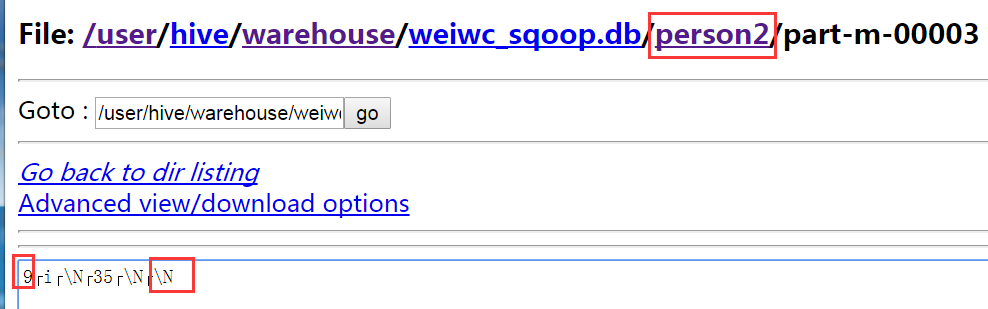 File: /user/hive/warehouse/weiwc_sqoop.db/person2/part-m-00003
Goto : /user/hive/warehouse/weiwc go
Go back to dir listing
Advanced view/download options
9┌i┌\N┌35┌\N┌\N